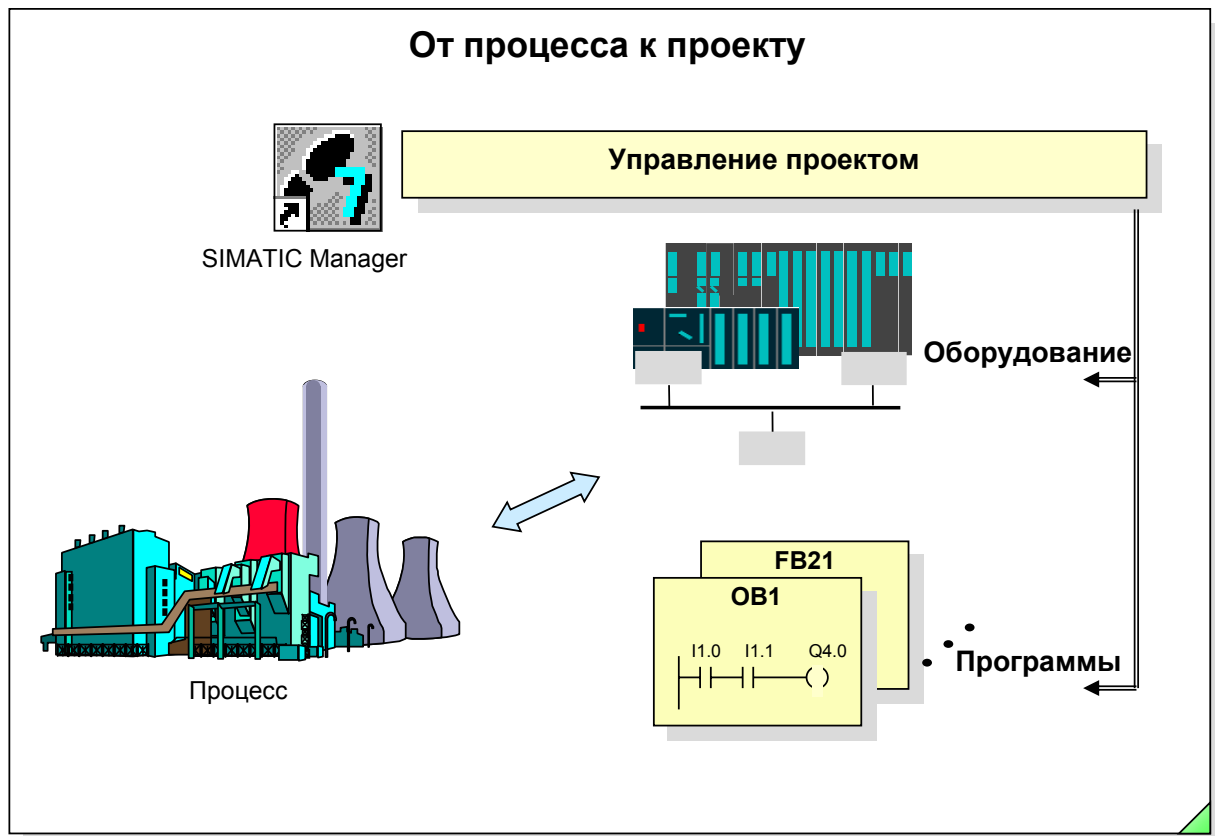 От процесса к проекту
Управление проектом
SIMATIC Manager
Оборудование
Процесс
FB21
OB1
I1.0 I1.1 Q4.0
Программы